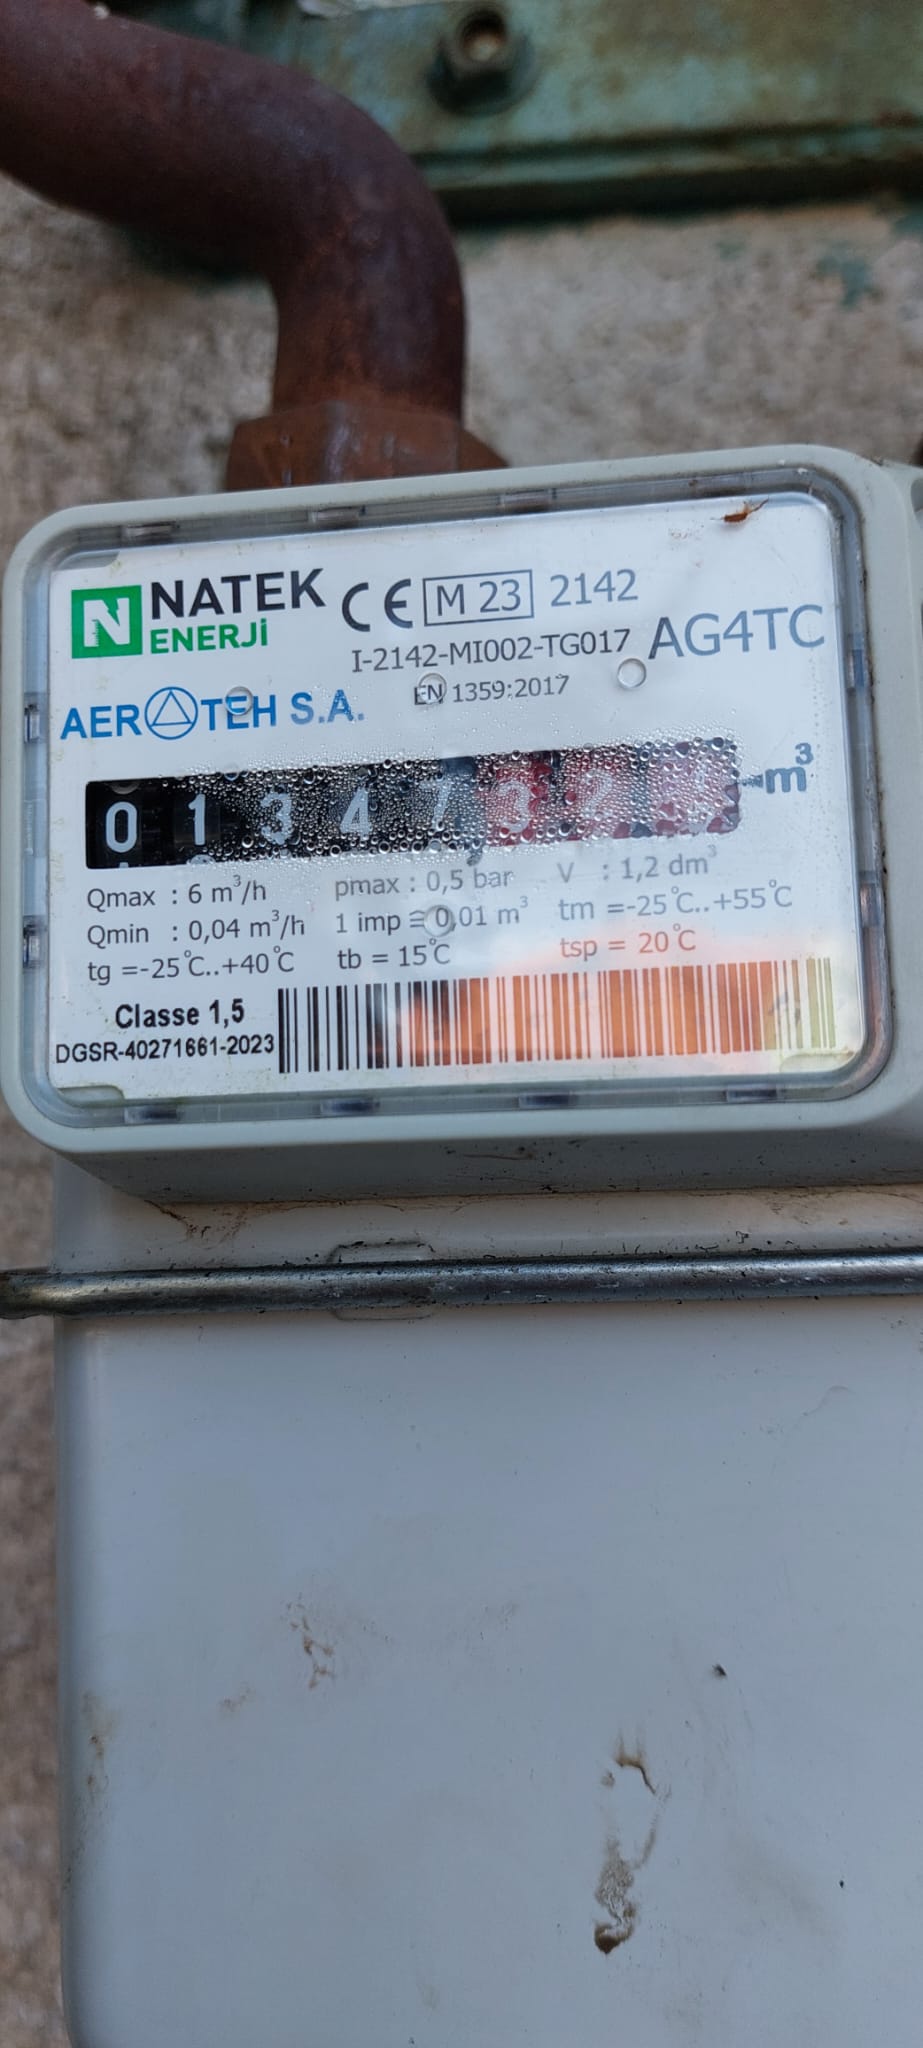 NATEK
ENERJİ
CE M 23 2142
I-2142-MI002-TG017 AG4TC
EN 1359:2017
AEROTEH S.A.
0 1 3 4 7 3 2 m³
Qmax : 6 m³/h pmax : 0,5 bar V : 1,2 dm³
Qmin : 0,04 m³/h 1 imp ≅ 0,01 m³ tm =-25°C..+55°C
tg =-25°C..+40°C tb = 15°C tsp = 20°C
Classe 1,5
DGSR-40271661-2023